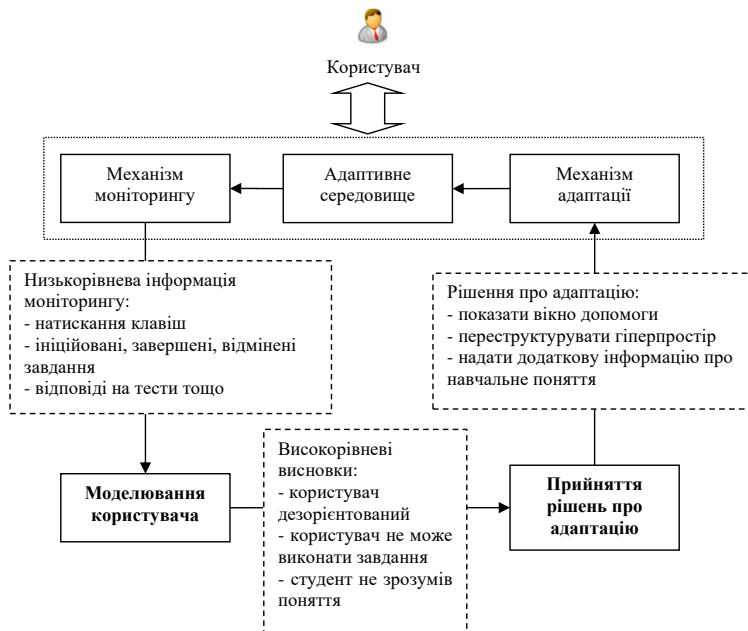 Користувач
Механізм
моніторингу
Адаптивне
середовище
Механізм
адаптації
Низькорівнева інформація
моніторингу:
- натискання клавіш
- ініційовані, завершені, відмінені
завдання
- відповіді на тести тощо
Рішення про адаптацію:
- показати вікно допомоги
- переструктурувати гіперпростір
- надати додаткову інформацію про
навчальне поняття
Моделювання
користувача
Високорівневі
висновки:
- користувач
дезорієнтований
- користувач не може
виконати завдання
- студент не зрозумів
поняття
Прийняття
рішень про
адаптацію